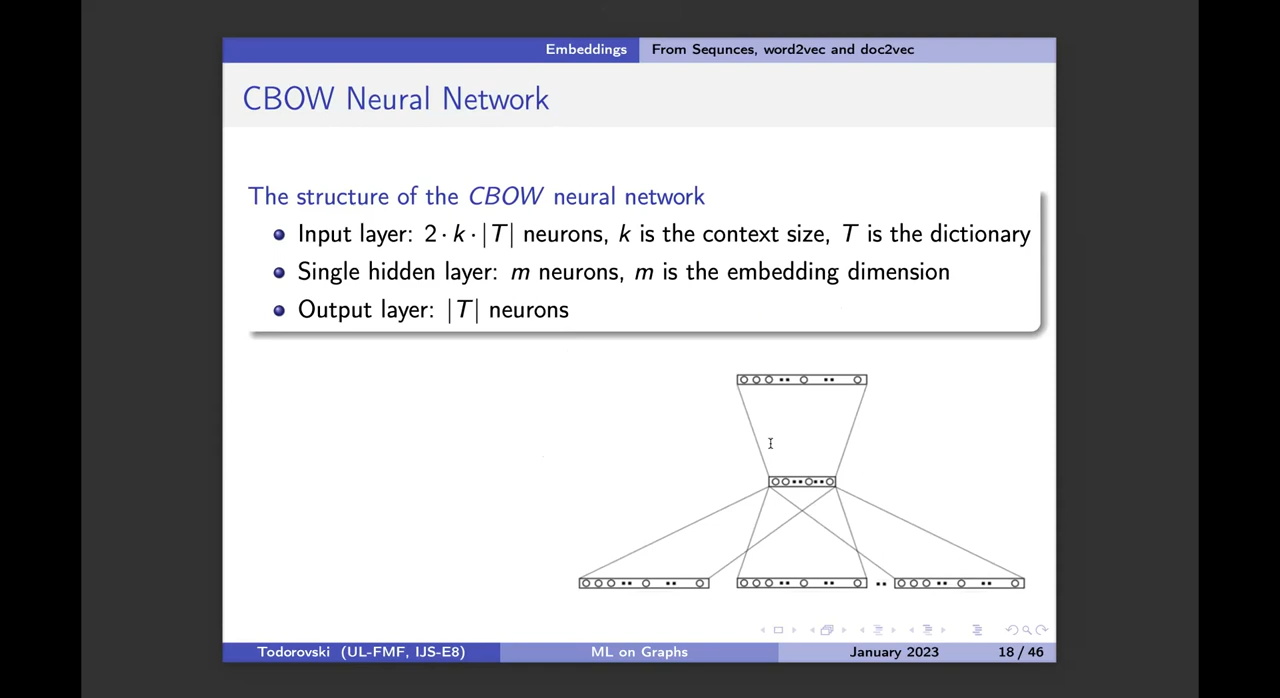 Embeddings From Sequnces, word2vec and doc2vec
CBOW Neural Network
The structure of the CBOW neural network
Input layer: 2 · k · |T| neurons, k is the context size, T is the dictionary
Single hidden layer: m neurons, m is the embedding dimension
Output layer: |T| neurons
Todorovski (UL-FMF, IJS-E8) ML on Graphs January 2023 18 / 46